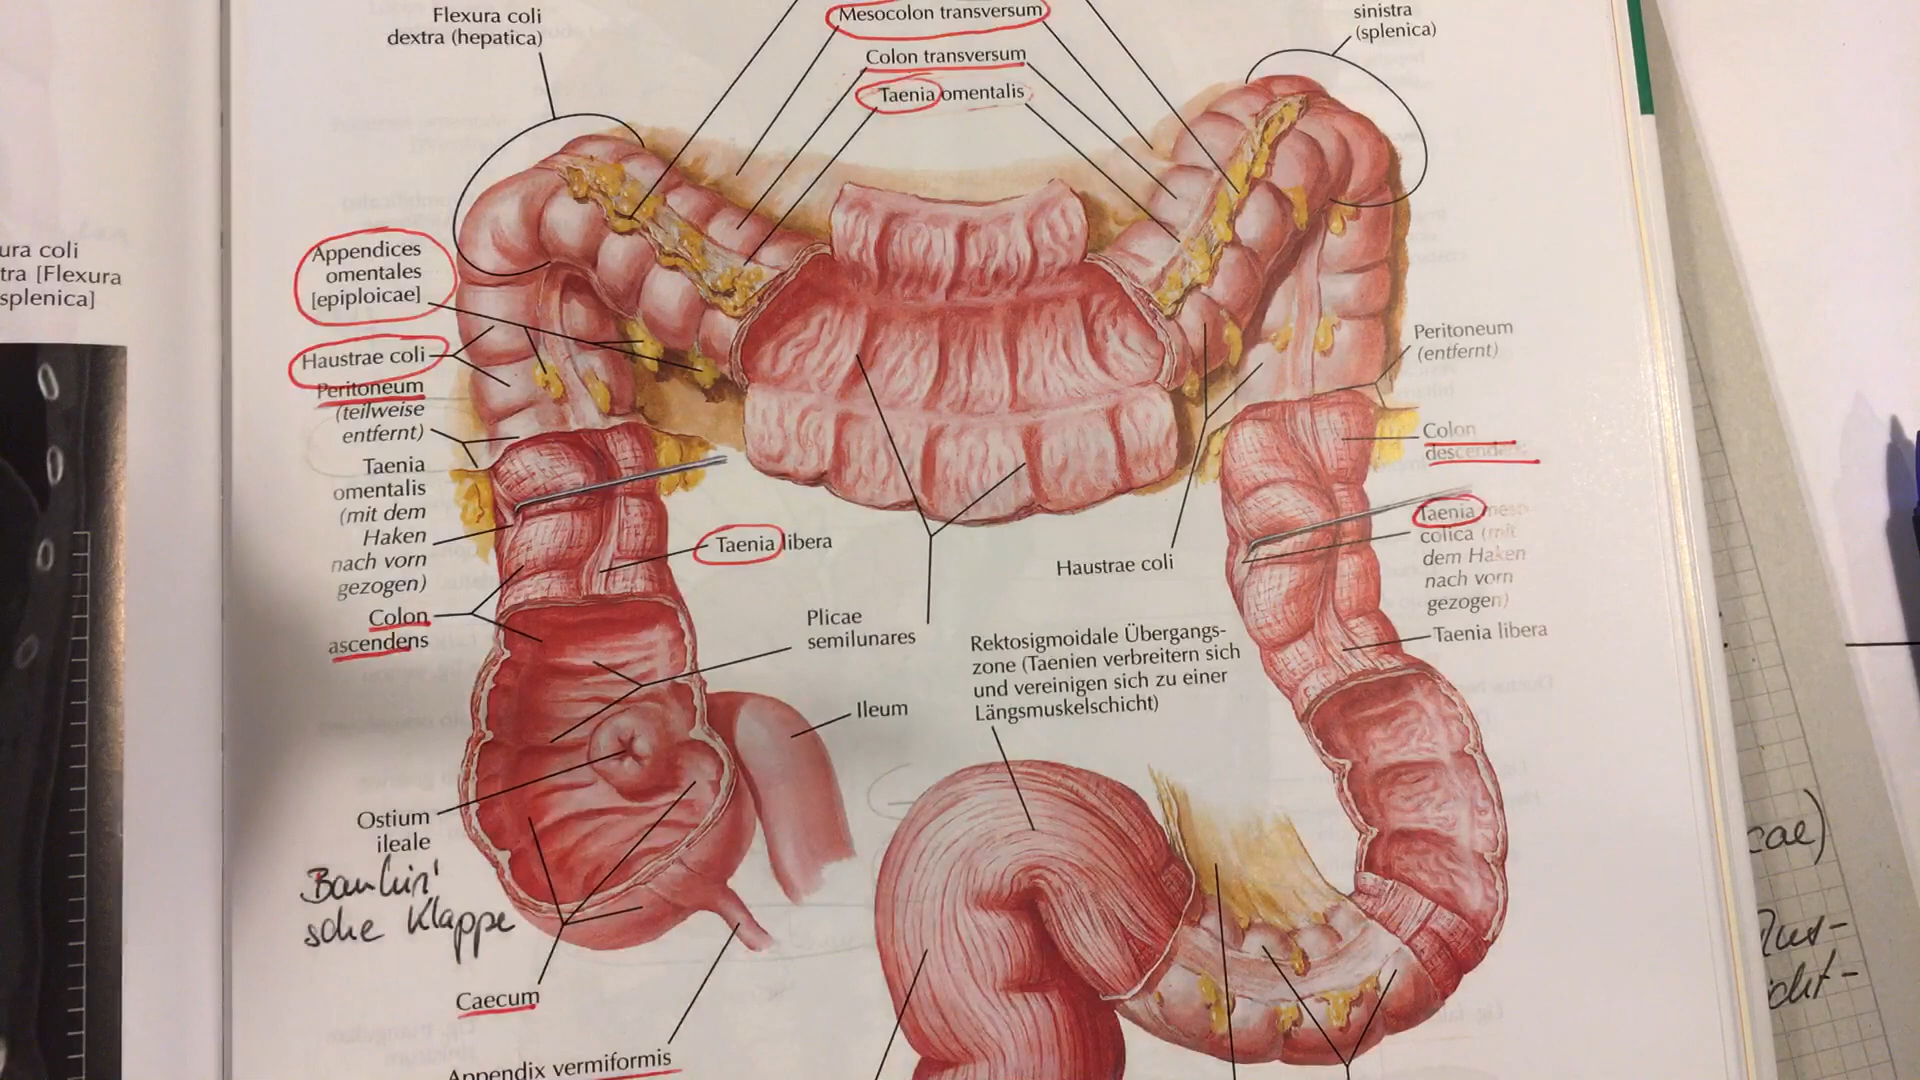 Flexura coli
dextra (hepatica)
Mesocolon transversum
Colon transversum
Taenia omentalis
sinistra
(splenica)
ura coli
tra [Flexura
splenica]
Appendices
omentales
[epiploicae]
Haustrae coli
Peritoneum
(teilweise
entfernt)
Taenia
omentalis
(mit dem
Haken
nach vorn
gezogen)
Colon
ascendens
Taenia libera
Plicae
semilunares
Ileum
Ostium
ileale
Bauhin'
sche Klappe
Caecum
Appendix vermiformis
Haustrae coli
Rektosigmoidale Übergangs-
zone (Taenien verbreitern sich
und vereinigen sich zu einer
Längsmuskelschicht)
Peritoneum
(entfernt)
Colon
descendens
Taenia meso-
colica (mit
dem Haken
nach vorn
gezogen)
Taenia libera
cae)